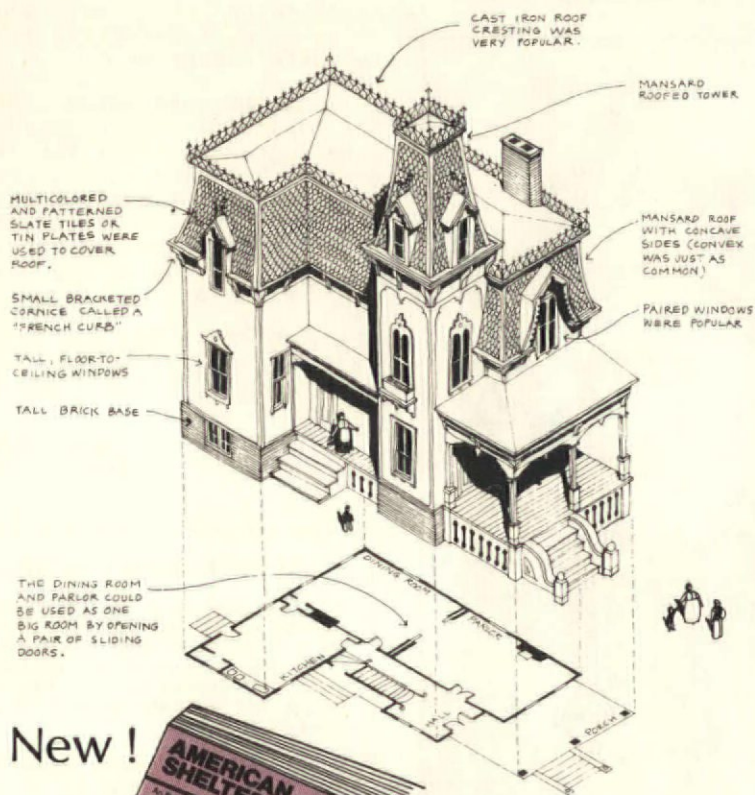 CAST IRON ROOF
CRESTING WAS
VERY POPULAR.
MANSARD
ROOFED TOWER
MULTICOLORED
AND PATTERNED
SLATE TILES OR
TIN PLATES WERE
USED TO COVER
ROOF.
MANSARD ROOF
WITH CONCAVE
SIDES (CONVEX
WAS JUST AS
COMMON)
SMALL BRACKETED
CORNICE CALLED A
"FRENCH CURB"
PAIRED WINDOWS
WERE POPULAR
TALL, FLOOR-TO-
CEILING WINDOWS
TALL BRICK BASE
THE DINING ROOM
AND PARLOR COULD
BE USED AS ONE
BIG ROOM BY OPENING
A PAIR OF SLIDING
DOORS.
DINING ROOM
PARLOR
KITCHEN
HALL
PORCH
New!
AMERICAN
SHELTER